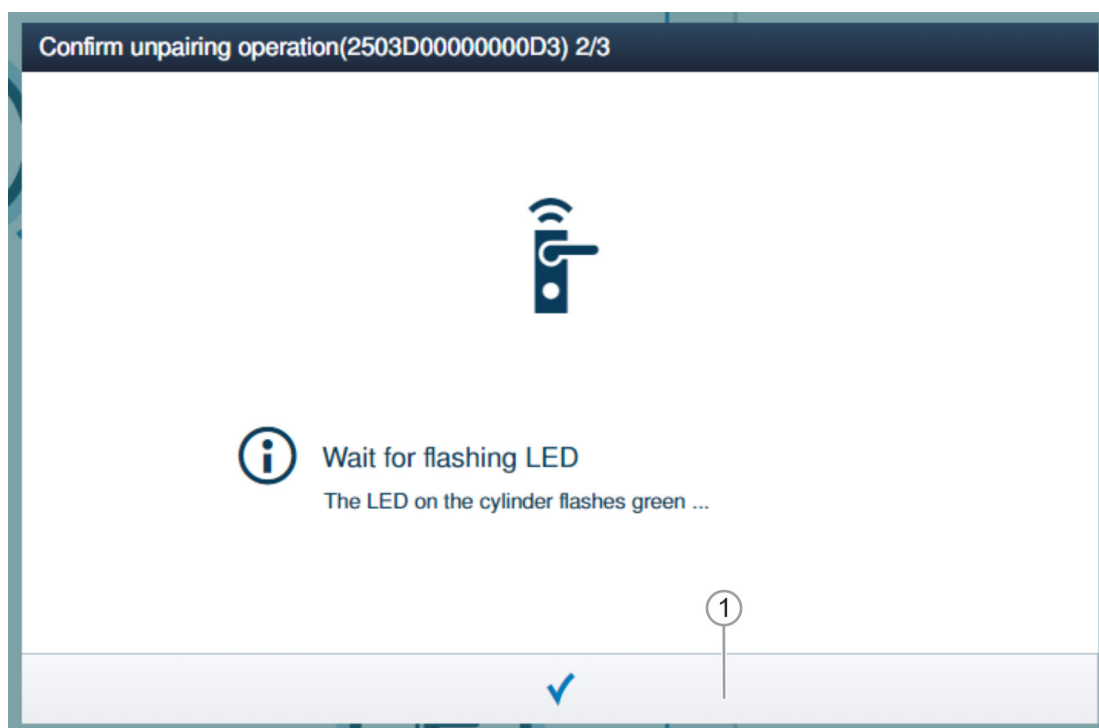 Confirm unpairing operation(2503D00000000D3) 2/3
Wait for flashing LED
The LED on the cylinder flashes green ...
1